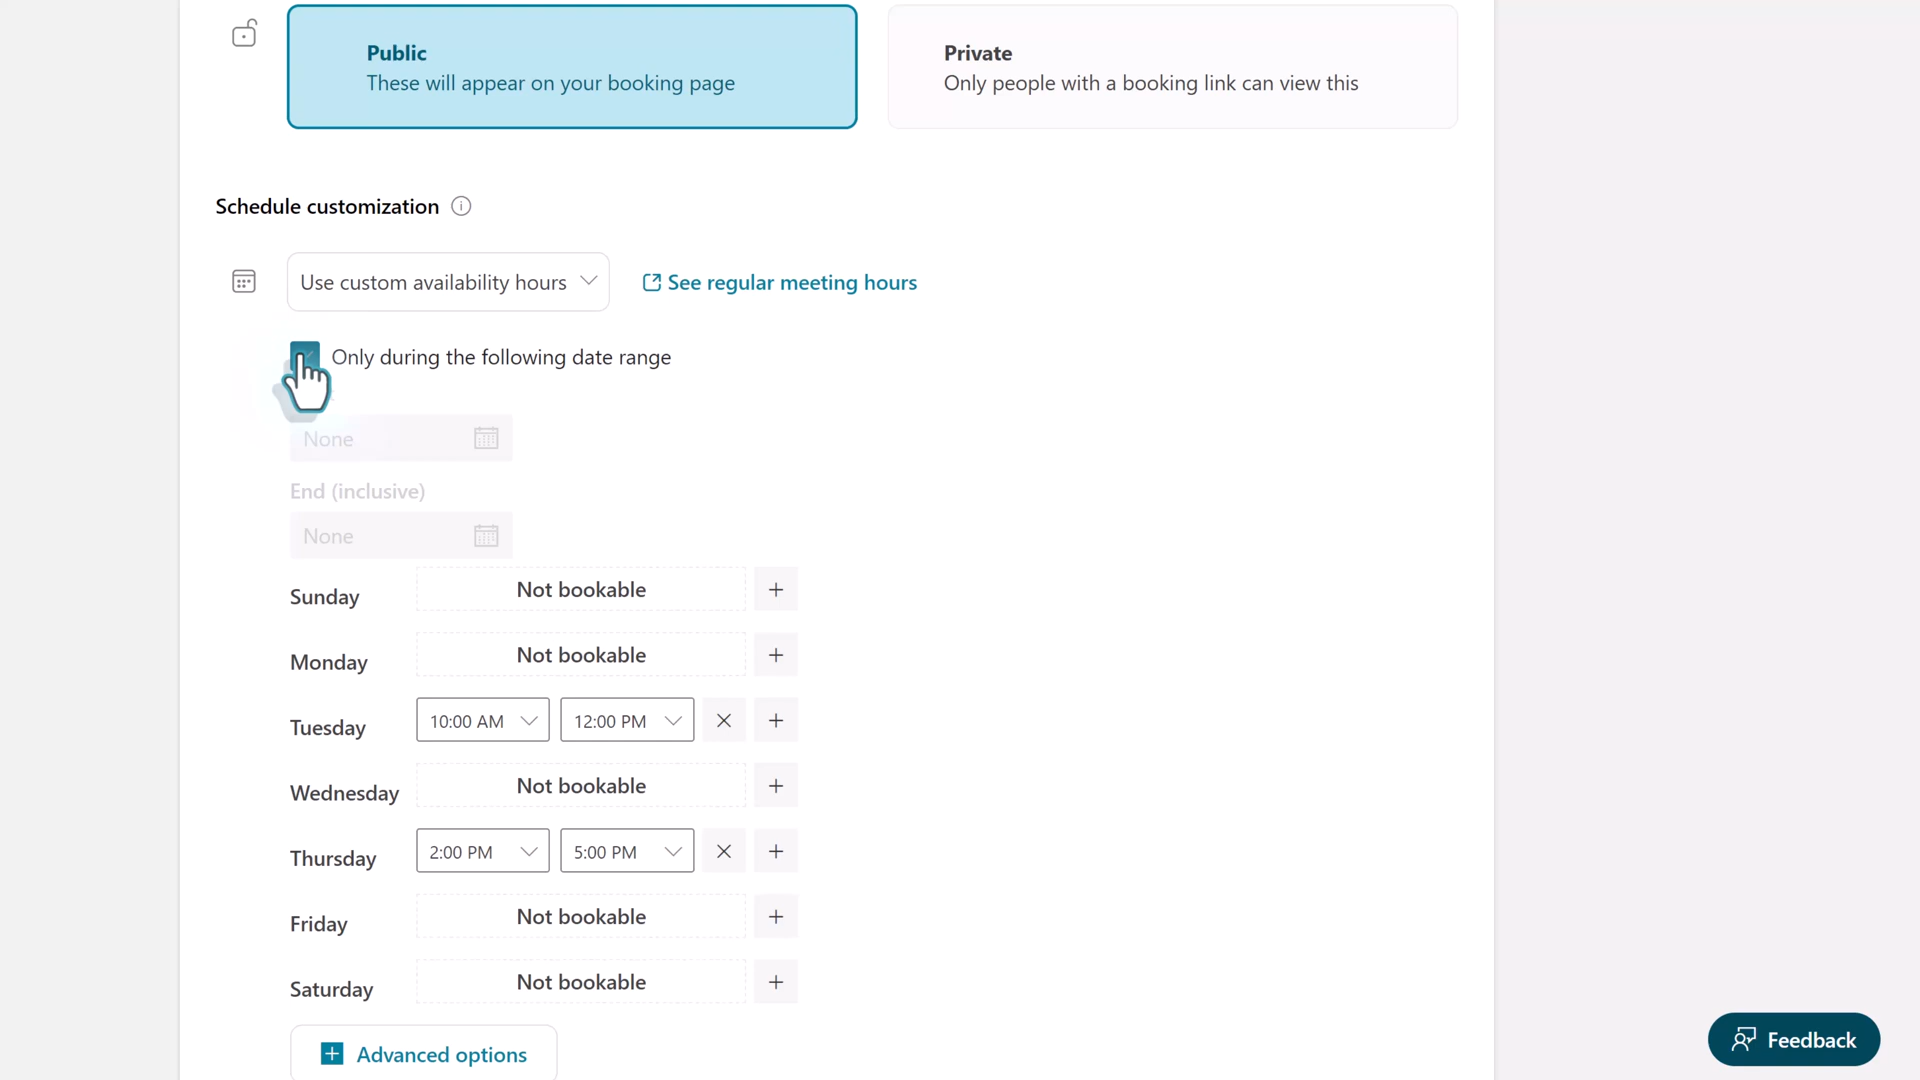 Public
These will appear on your booking page
Private
Only people with a booking link can view this
Schedule customization
Use custom availability hours
See regular meeting hours
Only during the following date range
None
End (inclusive)
None
Sunday Not bookable
Monday Not bookable
Tuesday 10:00 AM 12:00 PM
Wednesday Not bookable
Thursday 2:00 PM 5:00 PM
Friday Not bookable
Saturday Not bookable
Advanced options
Feedback